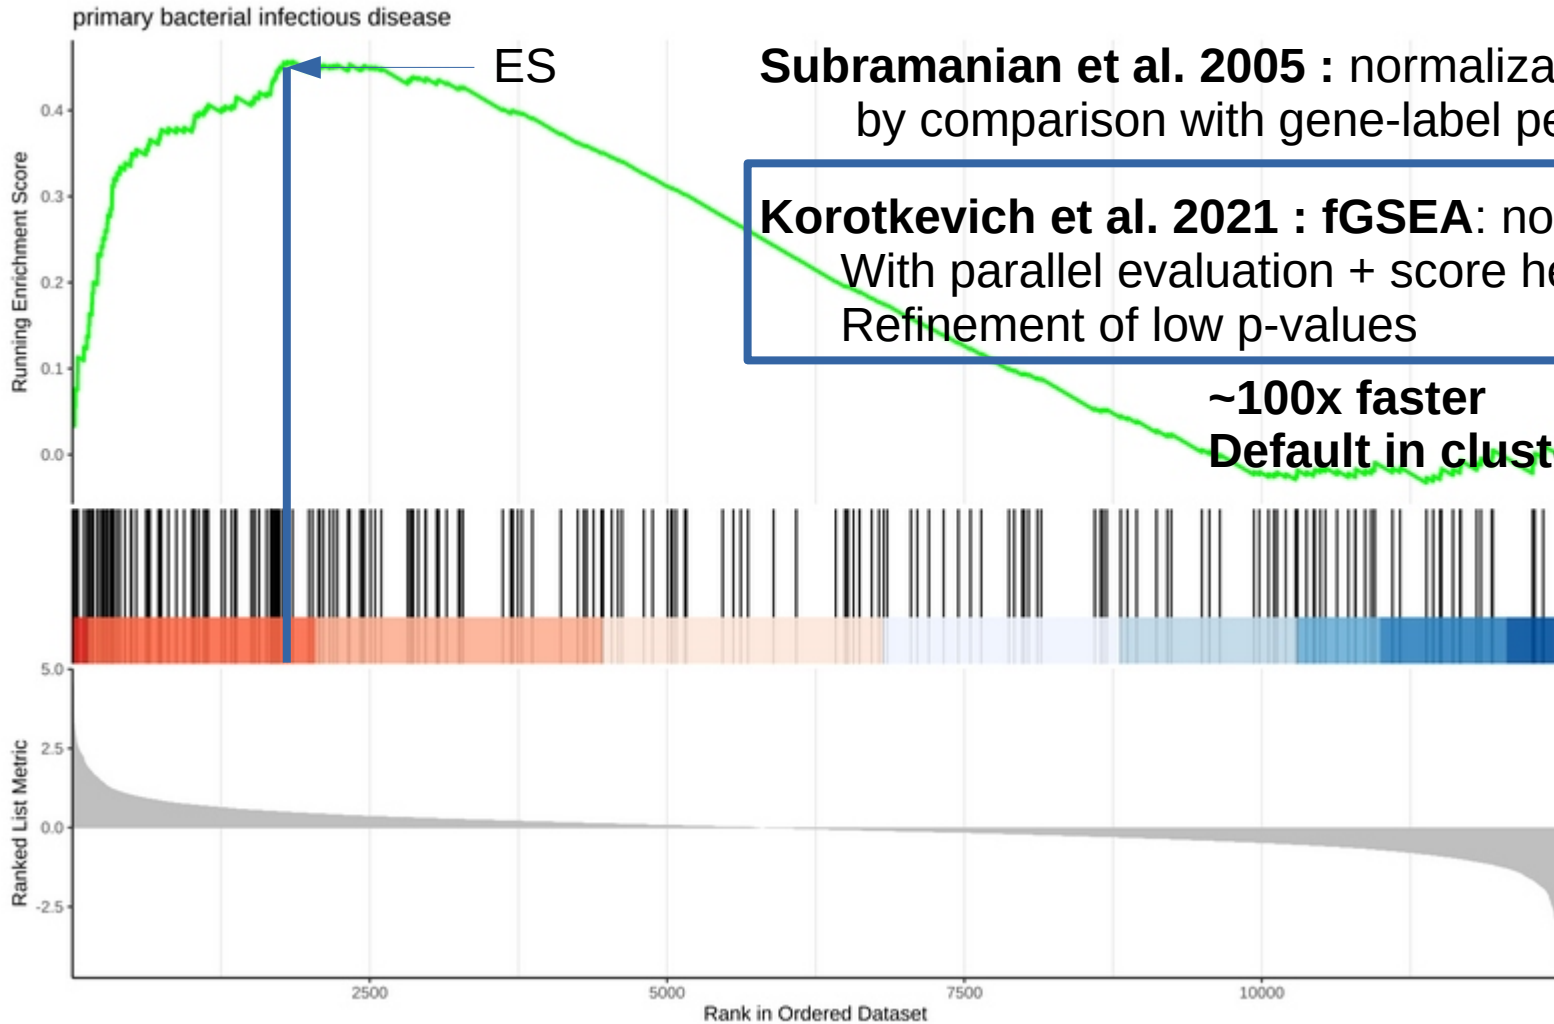 primary bacterial infectious disease
ES
Subramanian et al. 2005 : normaliza
by comparison with gene-label pe
Korotkevich et al. 2021 : fGSEA: no
With parallel evaluation + score he
Refinement of low p-values
~100x faster
Default in clust
Running Enrichment Score
0.4
0.3
0.2
0.1
0.0
Ranked List Metric
5.0
2.5
0.0
-2.5
2500
5000
7500
10000
Rank in Ordered Dataset